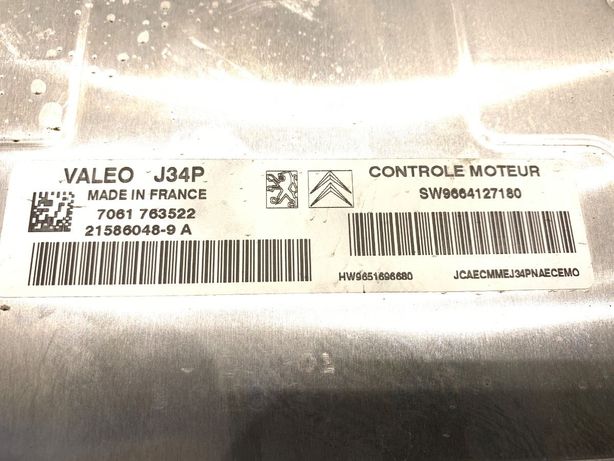 VALEO J34P
MADE IN FRANCE
7061 763522
21586048-9 A
CONTROLE MOTEUR
SW9664127180
HW9651696680
JCAECMMEJ34PNAECEMO